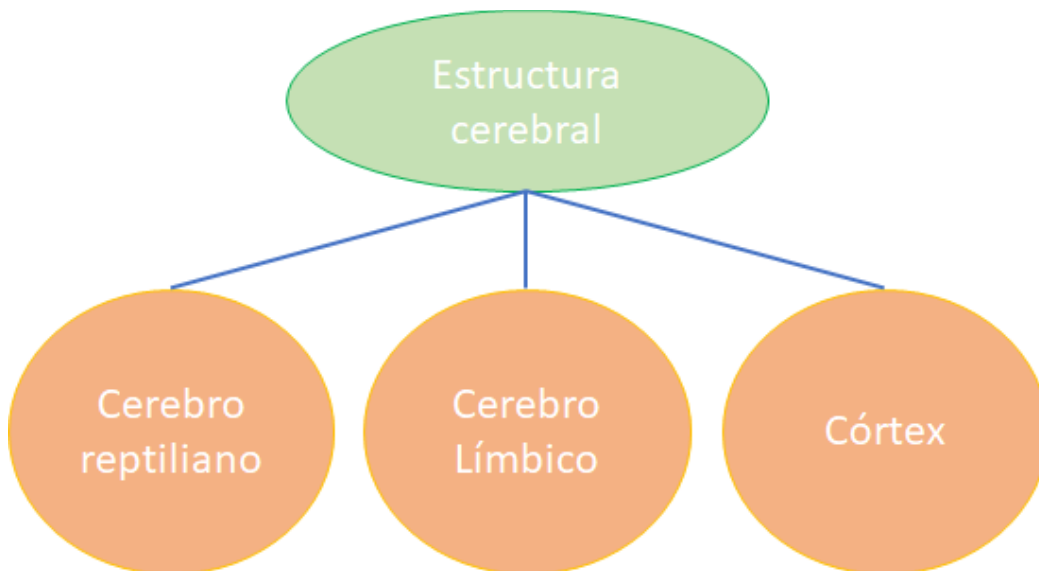 Estructura
cerebral
Cerebro
reptiliano
Cerebro
Límbico
Córtex